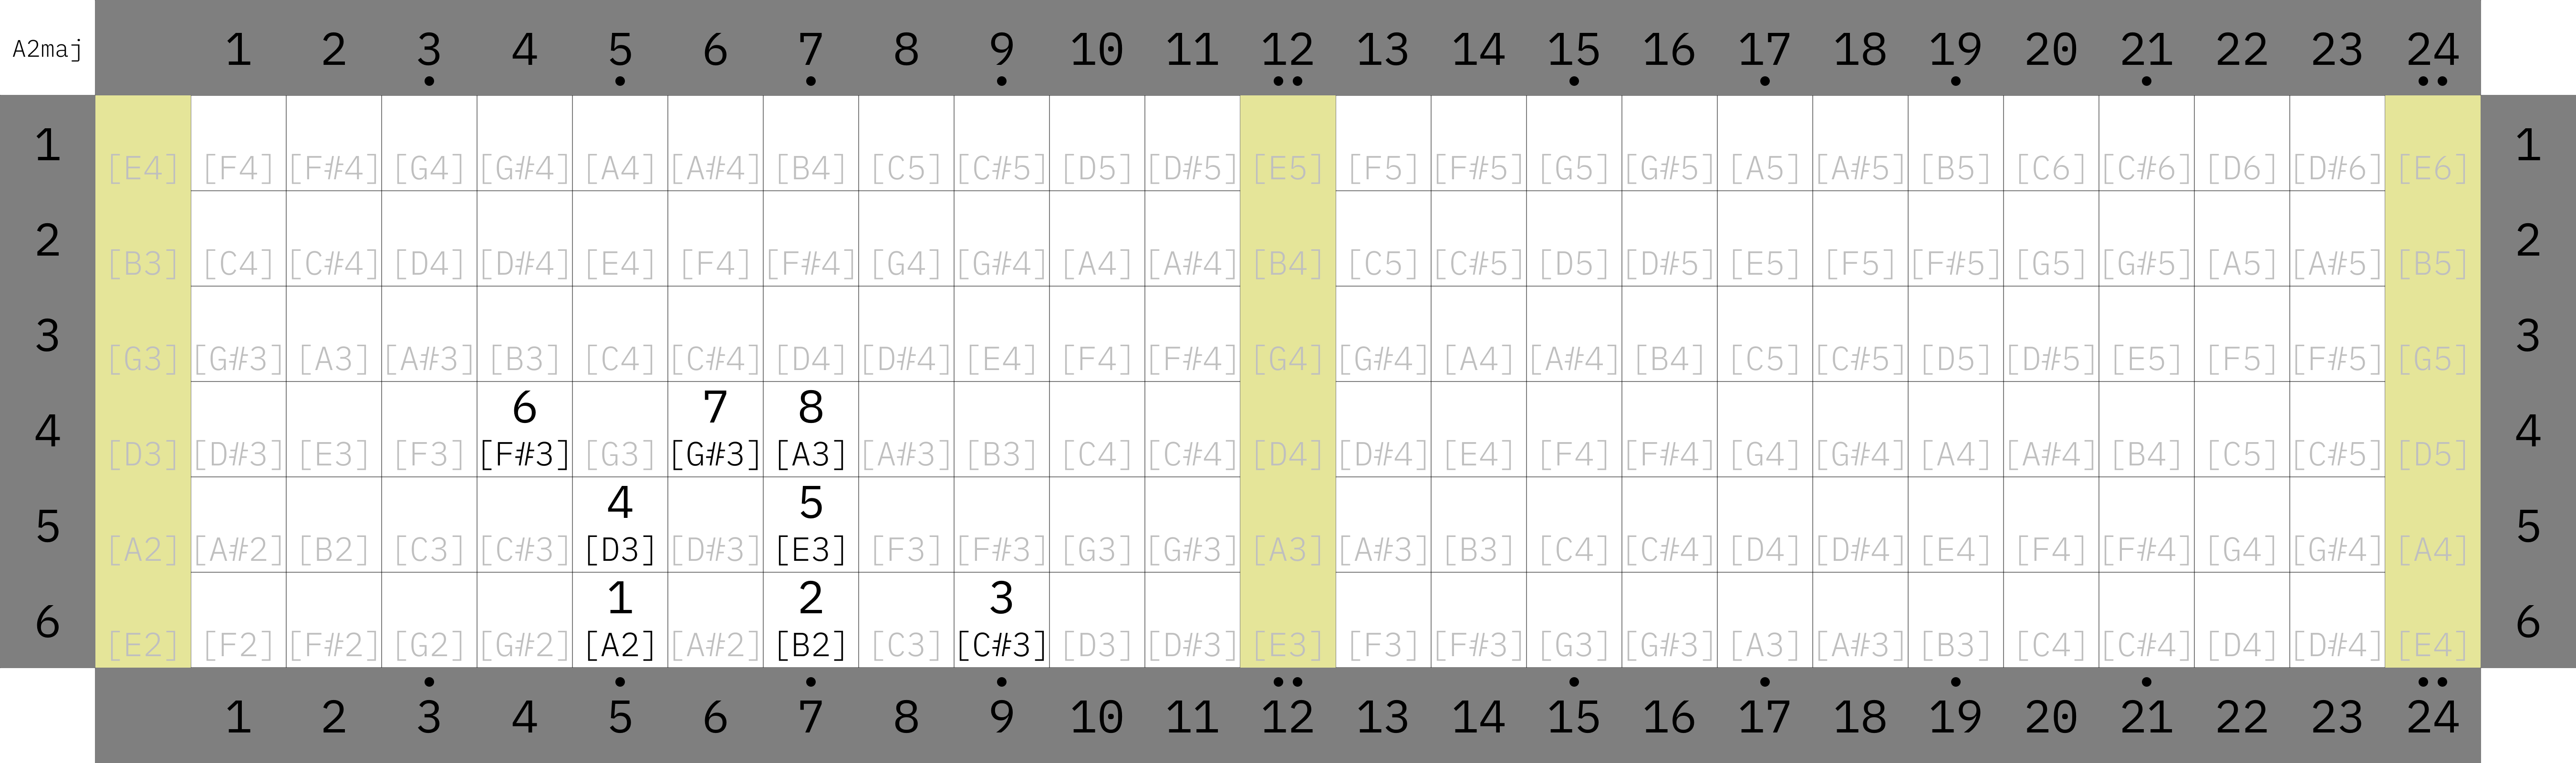 A2maj 1 2 3 4 5 6 7 8 9 10 11 12 13 14 15 16 17 18 19 20 21 22 23 24
1 [E4] [F4] [F#4] [G4] [G#4] [A4] [A#4] [B4] [C5] [C#5] [D5] [D#5] [E5] [F5] [F#5] [G5] [G#5] [A5] [A#5] [B5] [C6] [C#6] [D6] [D#6] [E6] 1
2 [B3] [C4] [C#4] [D4] [D#4] [E4] [F4] [F#4] [G4] [G#4] [A4] [A#4] [B4] [C5] [C#5] [D5] [D#5] [E5] [F5] [F#5] [G5] [G#5] [A5] [A#5] [B5] 2
3 [G3] [G#3] [A3] [A#3] [B3] [C4] [C#4] [D4] [D#4] [E4] [F4] [F#4] [G4] [G#4] [A4] [A#4] [B4] [C5] [C#5] [D5] [D#5] [E5] [F5] [F#5] [G5] 3
6 7 8
4 [D3] [D#3] [E3] [F3] [F#3] [G3] [G#3] [A3] [A#3] [B3] [C4] [C#4] [D4] [D#4] [E4] [F4] [F#4] [G4] [G#4] [A4] [A#4] [B4] [C5] [C#5] [D5] 4
4 5
5 [A2] [A#2] [B2] [C3] [C#3] [D3] [D#3] [E3] [F3] [F#3] [G3] [G#3] [A3] [A#3] [B3] [C4] [C#4] [D4] [D#4] [E4] [F4] [F#4] [G4] [G#4] [A4] 5
1 2 3
6 [E2] [F2] [F#2] [G2] [G#2] [A2] [A#2] [B2] [C3] [C#3] [D3] [D#3] [E3] [F3] [F#3] [G3] [G#3] [A3] [A#3] [B3] [C4] [C#4] [D4] [D#4] [E4] 6
1 2 3 4 5 6 7 8 9 10 11 12 13 14 15 16 17 18 19 20 21 22 23 24